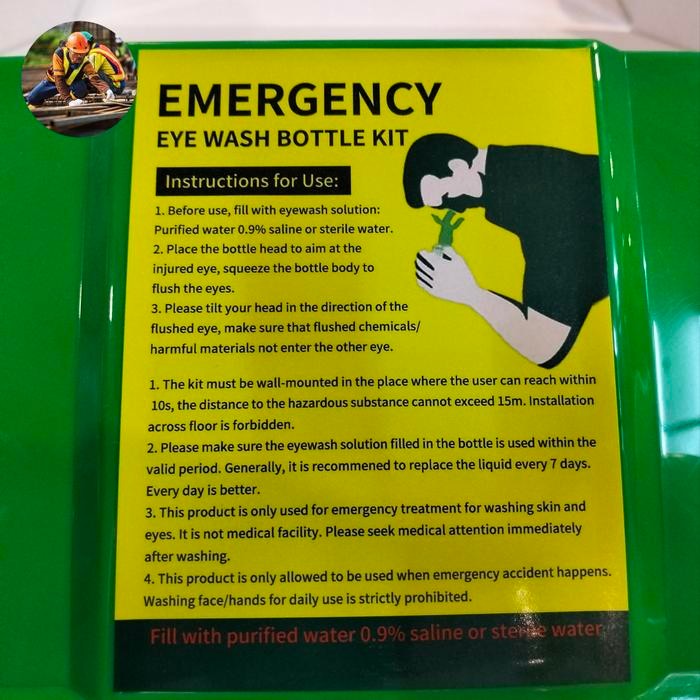 EMERGENCY
EYE WASH BOTTLE KIT
Instructions for Use:
1. Before use, fill with eyewash solution:
Purified water 0.9% saline or sterile water.
2. Place the bottle head to aim at the
injured eye, squeeze the bottle body to
flush the eyes.
3. Please tilt your head in the direction of the
flushed eye, make sure that flushed chemicals/
harmful materials not enter the other eye.
1. The kit must be wall-mounted in the place where the user can reach within
10s, the distance to the hazardous substance cannot exceed 15m. Installation
across floor is forbidden.
2. Please make sure the eyewash solution filled in the bottle is used within the
valid period. Generally, it is recommened to replace the liquid every 7 days.
Every day is better.
3. This product is only used for emergency treatment for washing skin and
eyes. It is not medical facility. Please seek medical attention immediately
after washing.
4. This product is only allowed to be used when emergency accident happens.
Washing face/hands for daily use is strictly prohibited.
Fill with purified water 0.9% saline or sterile water